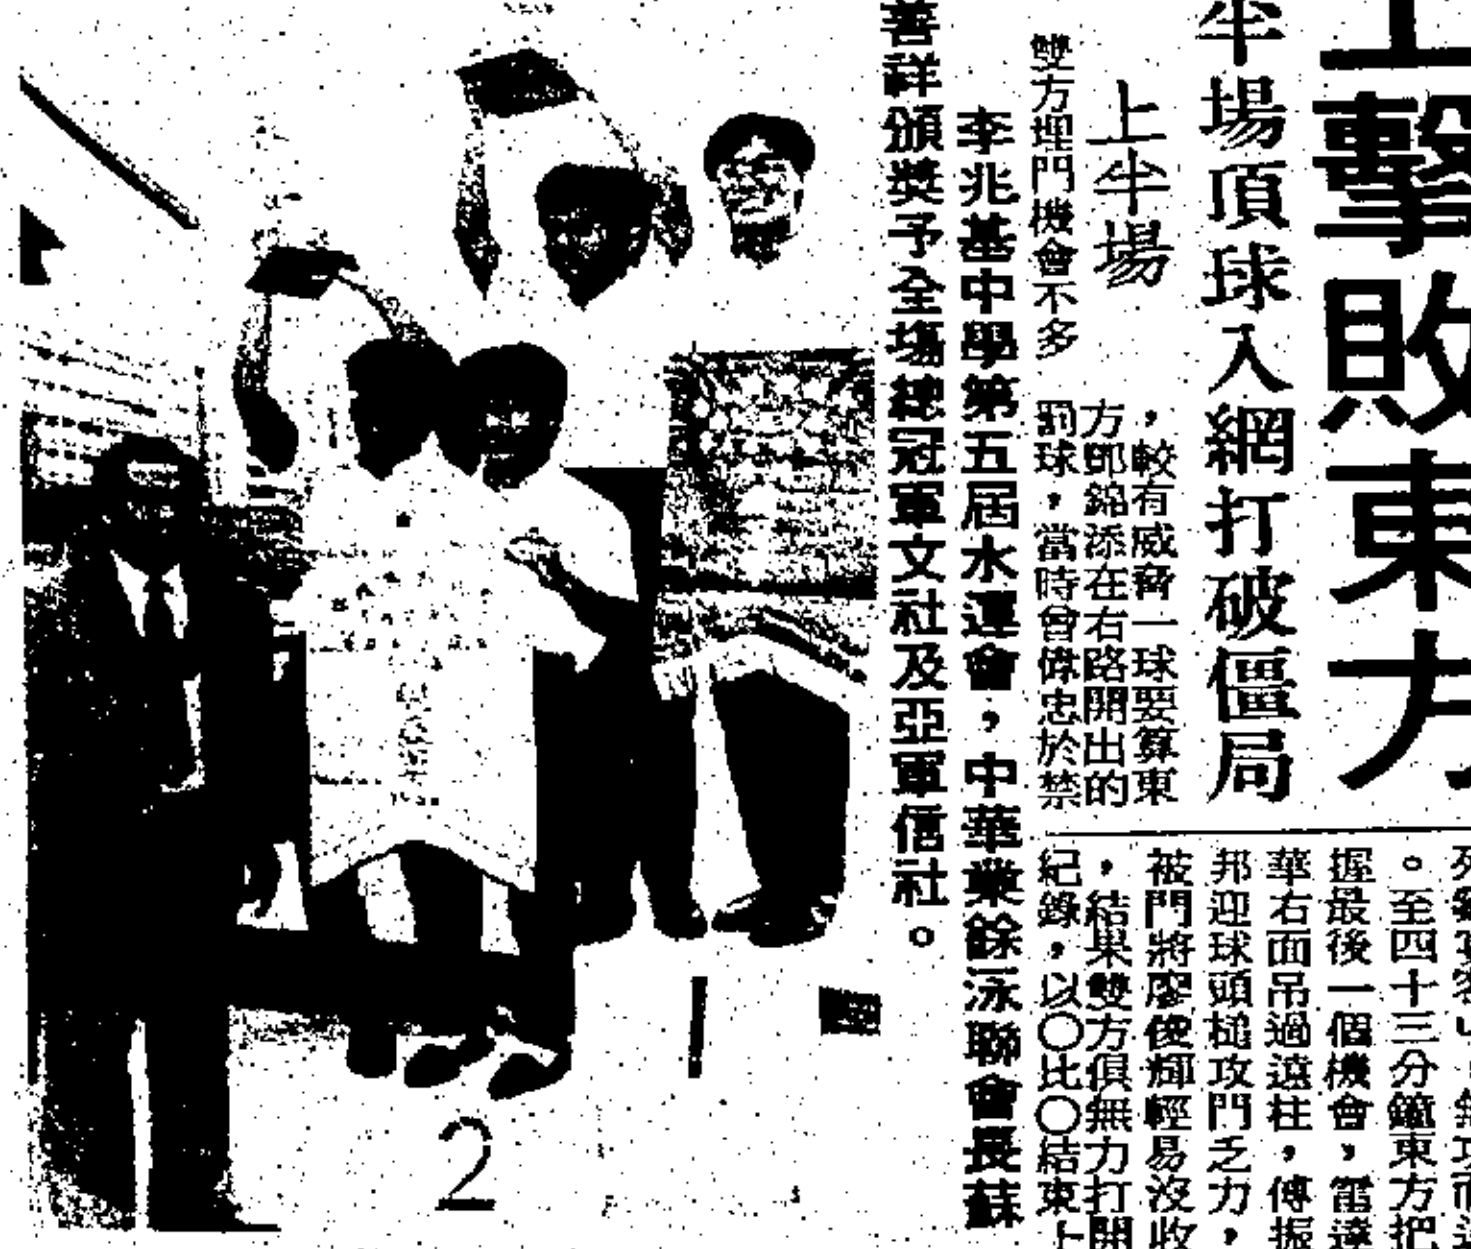 擊敗東方
半場頂球入網打破僵局
上半場
雙方埋門機會不多
，較有威脅一球要算東
方鄧錦添在右路開出的
罰球，當時曾偉忠於禁
。至四十三分鐘東方把
握最後一個機會，雷達
華右面吊過遠柱，傅振
邦迎球頭槌攻門乏力，
被門將廖俊輝輕易沒收
，結果雙方俱無力打開
紀錄，以〇比〇結束上
李兆基中學第五屆水運會，中華業餘泳聯會長蘇
善祥頒獎予全場總冠軍文社及亞軍信社。
2